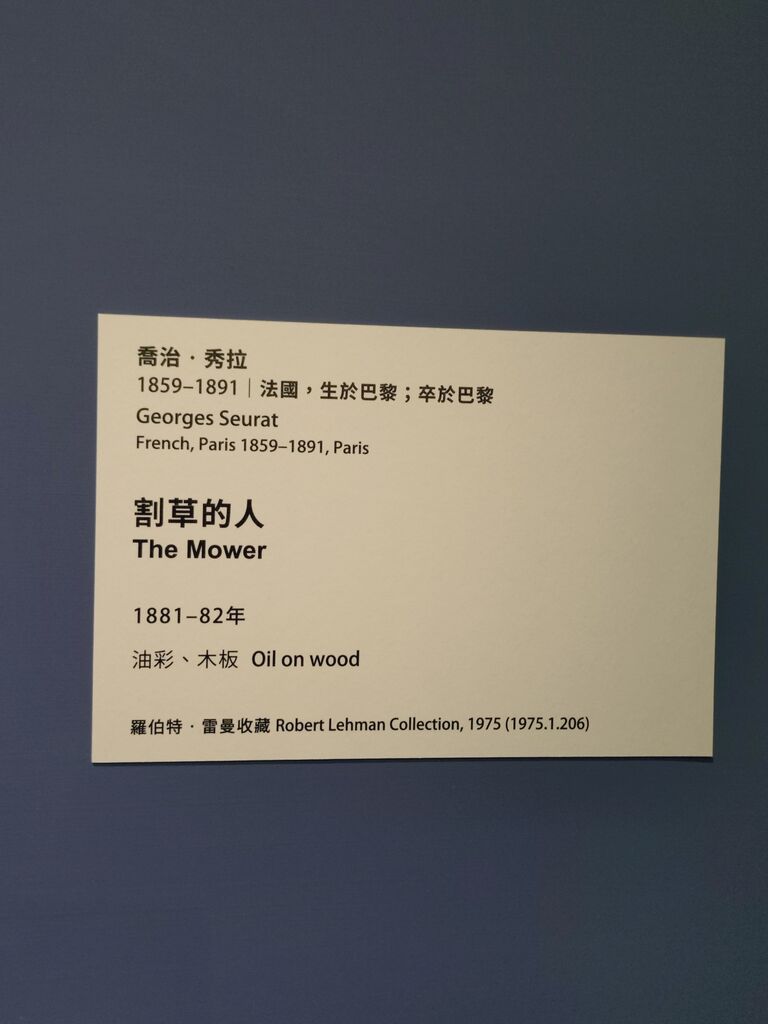 喬治．秀拉
1859–1891｜法國，生於巴黎；卒於巴黎
Georges Seurat
French, Paris 1859–1891, Paris
割草的人
The Mower
1881–82年
油彩、木板 Oil on wood
羅伯特．雷曼收藏 Robert Lehman Collection, 1975 (1975.1.206)